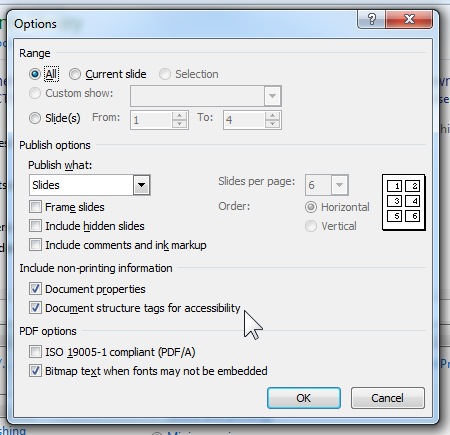 Options
Range
All Current slide Selection
Custom show:
Slide(s) From: 1 To: 4
Publish options
Publish what:
Slides
Slides per page: 6
Frame slides
Order: Horizontal
Include hidden slides
Vertical
Include comments and ink markup
1 2
3 4
5 6
Include non-printing information
Document properties
Document structure tags for accessibility
PDF options
ISO 19005-1 compliant (PDF/A)
Bitmap text when fonts may not be embedded
OK Cancel